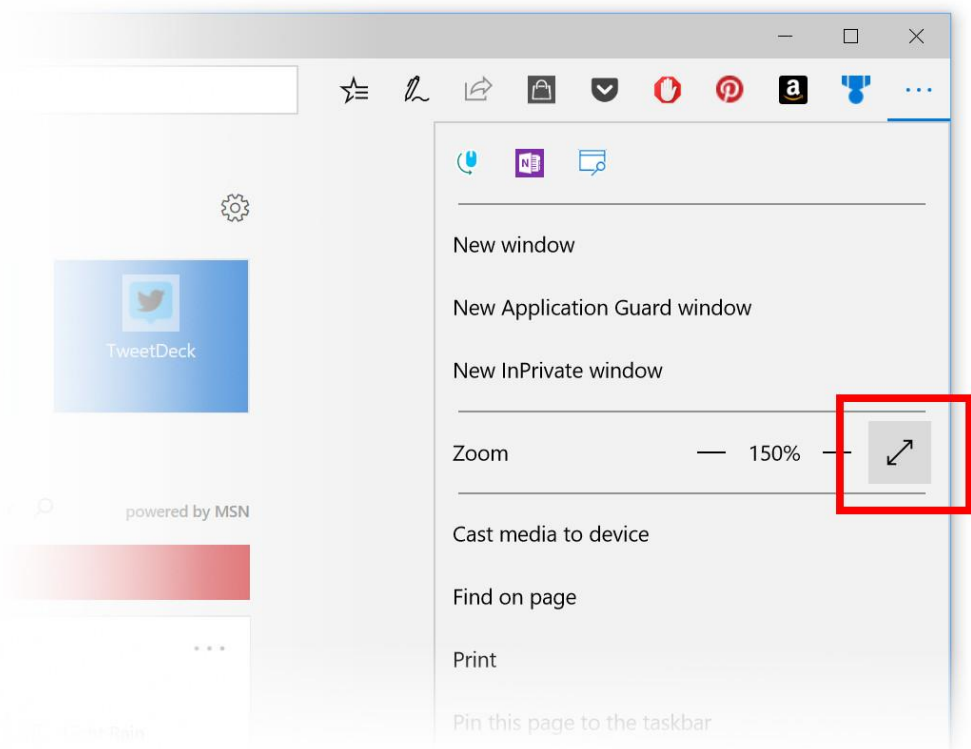 New window
New Application Guard window
New InPrivate window
TweetDeck
Zoom — 150% +
powered by MSN
Cast media to device
Find on page
Print
Pin this page to the taskbar